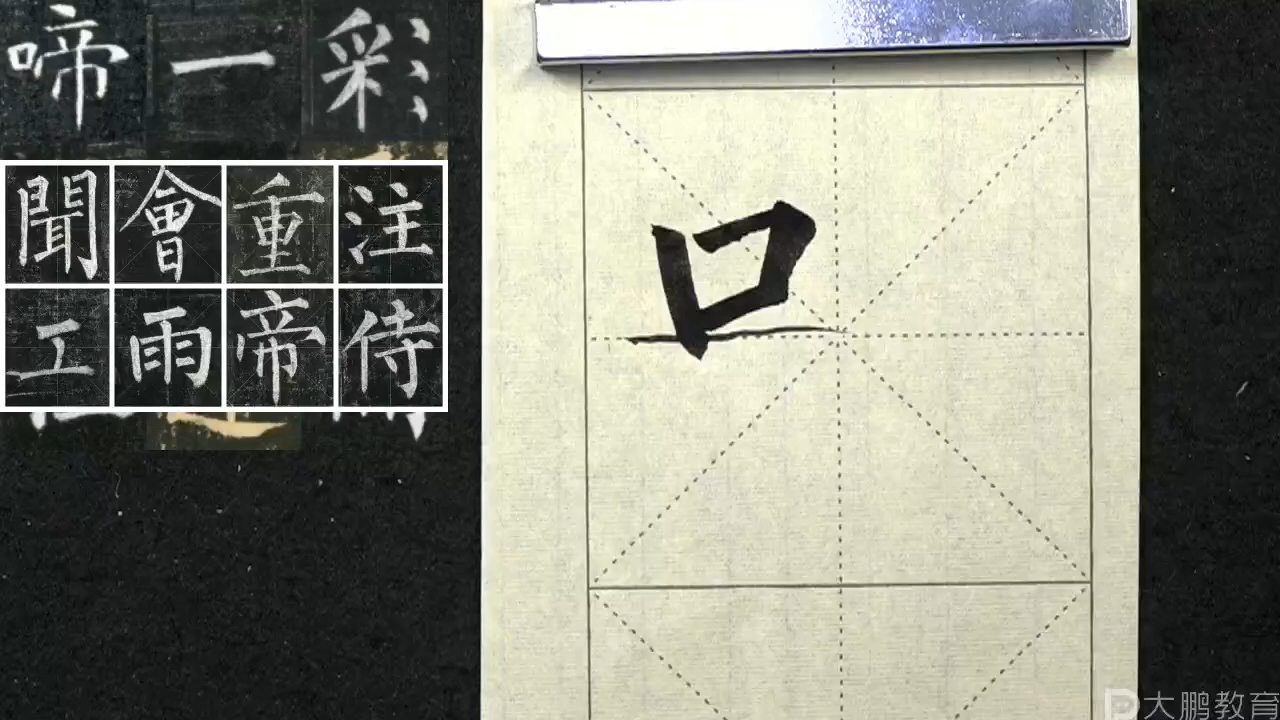 啼一彩
聞會重注
工雨帝侍
口
大鹏教育